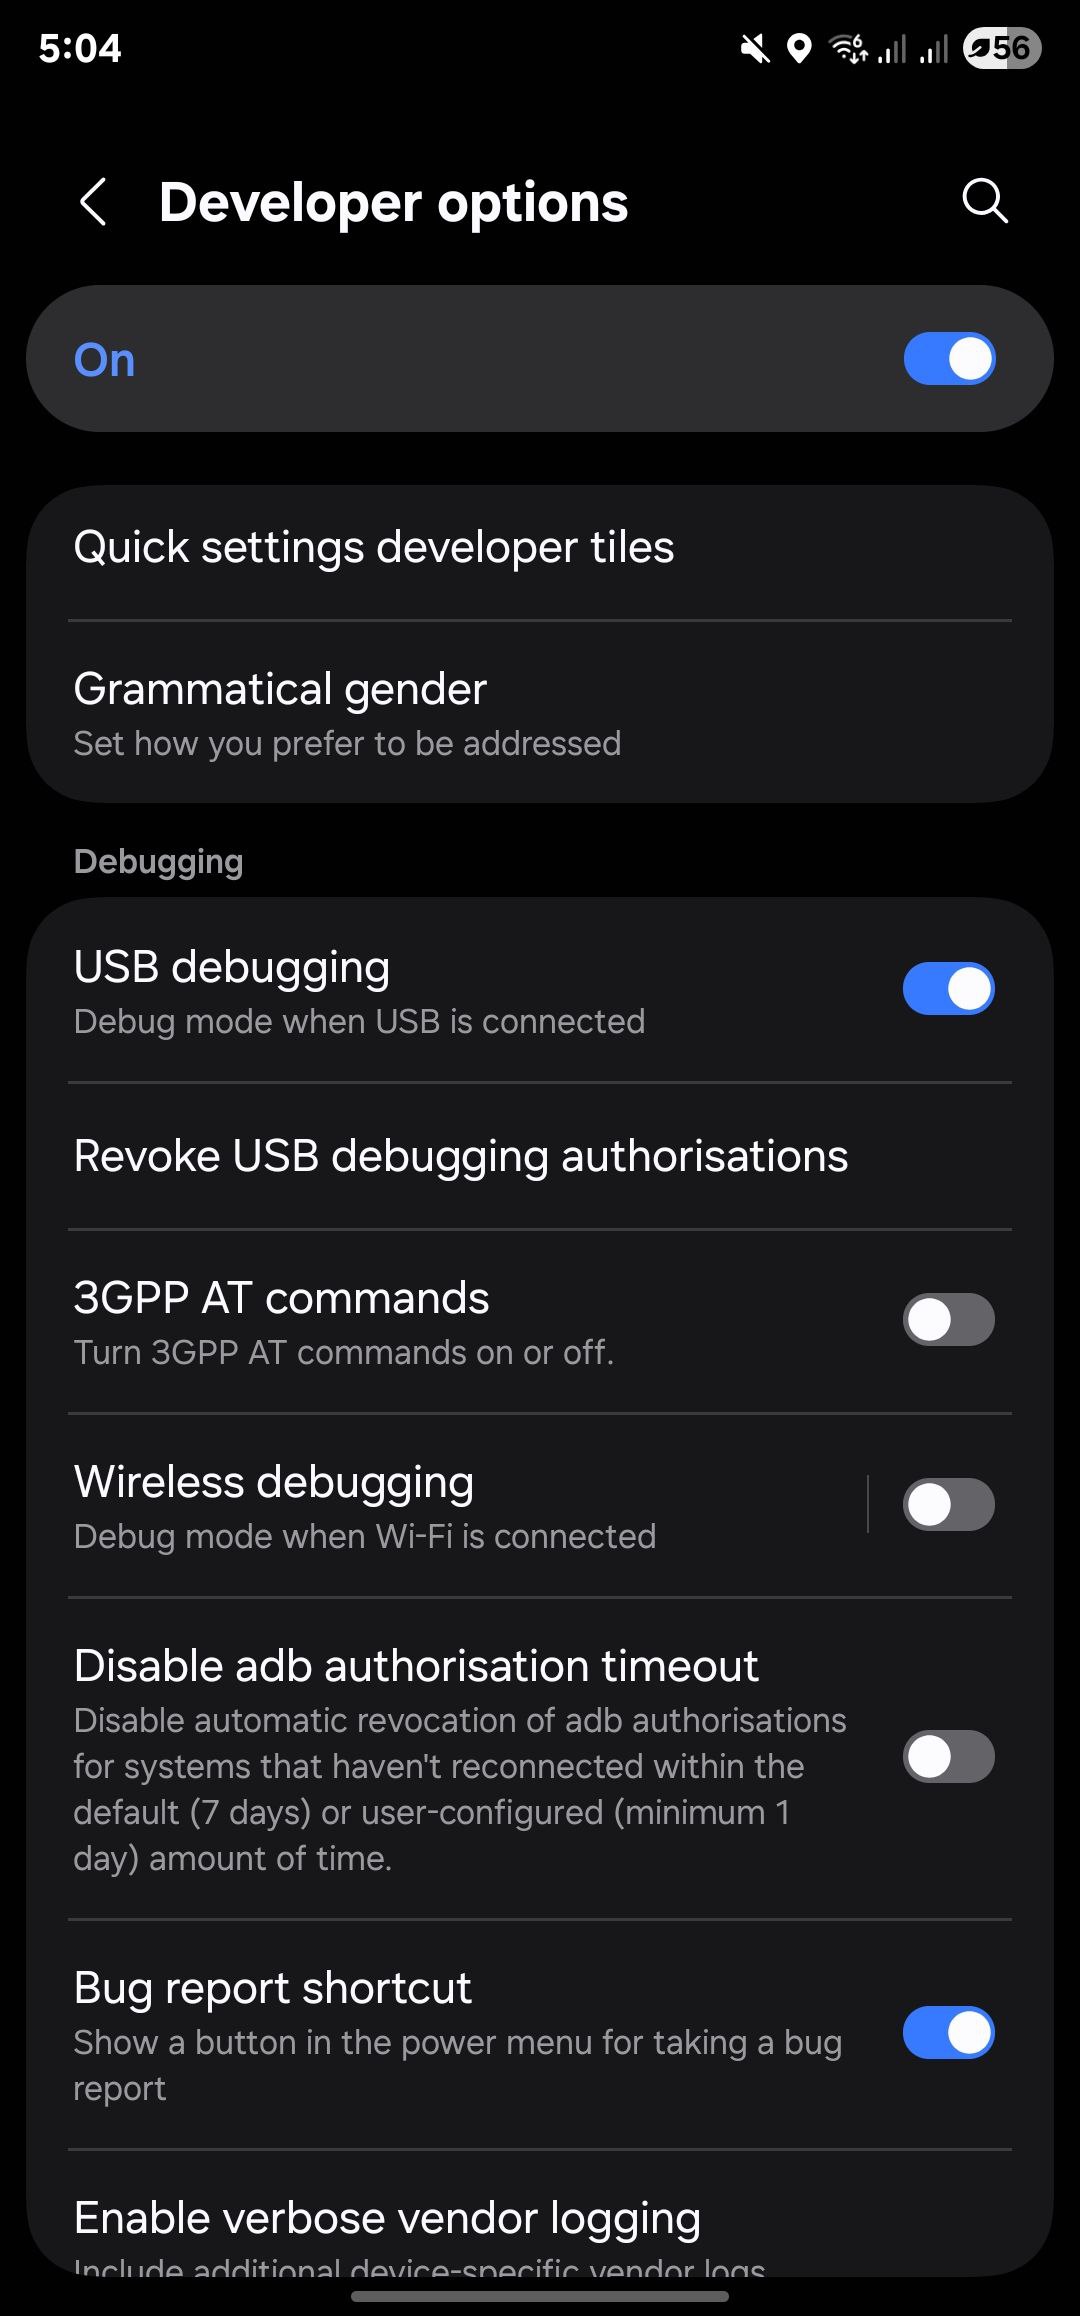 5:04
6
56
Developer options
On
Quick settings developer tiles
Grammatical gender
Set how you prefer to be addressed
Debugging
USB debugging
Debug mode when USB is connected
Revoke USB debugging authorisations
3GPP AT commands
Turn 3GPP AT commands on or off.
Wireless debugging
Debug mode when Wi-Fi is connected
Disable adb authorisation timeout
Disable automatic revocation of adb authorisations
for systems that haven't reconnected within the
default (7 days) or user-configured (minimum 1
day) amount of time.
Bug report shortcut
Show a button in the power menu for taking a bug
report
Enable verbose vendor logging
Include additional device-specific vendor logs